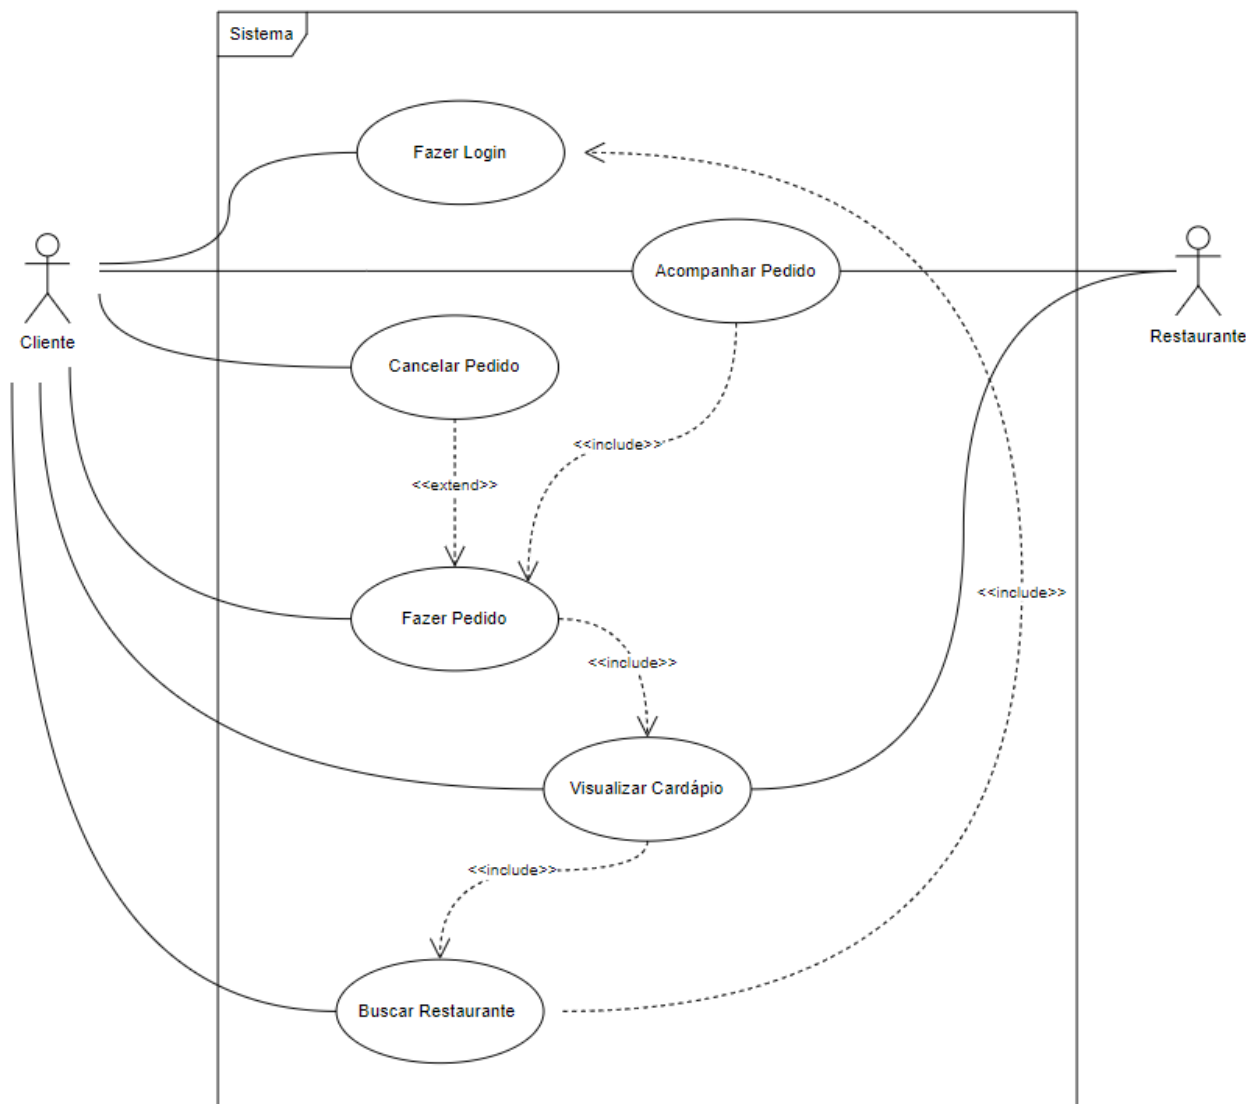 Sistema
Fazer Login
Acompanhar Pedido
Cliente
Restaurante
Cancelar Pedido
<<include>>
<<extend>>
<<include>>
Fazer Pedido
<<include>>
Visualizar Cardápio
<<include>>
Buscar Restaurante